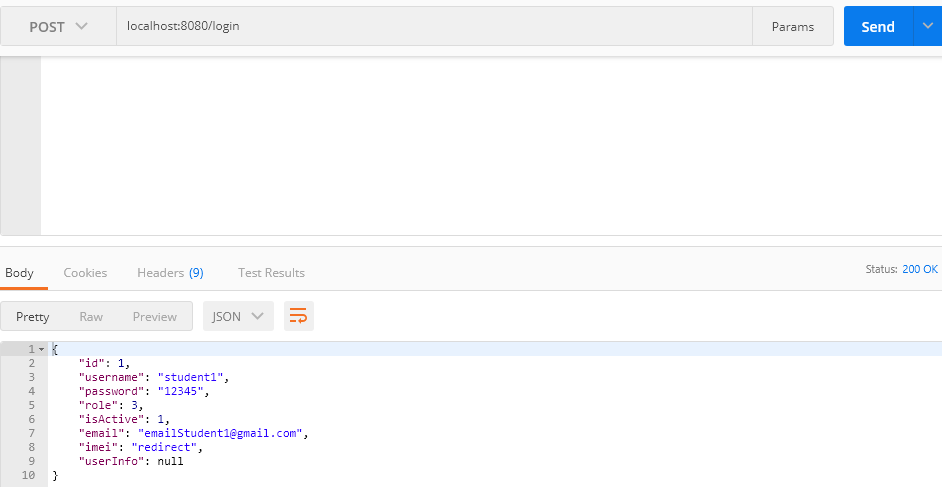 POST localhost:8080/login Params Send
Body Cookies Headers (9) Test Results Status: 200 OK
Pretty Raw Preview JSON
1 {
2 "id": 1,
3 "username": "student1",
4 "password": "12345",
5 "role": 3,
6 "isActive": 1,
7 "email": "emailStudent1@gmail.com",
8 "imei": "redirect",
9 "userInfo": null
10 }